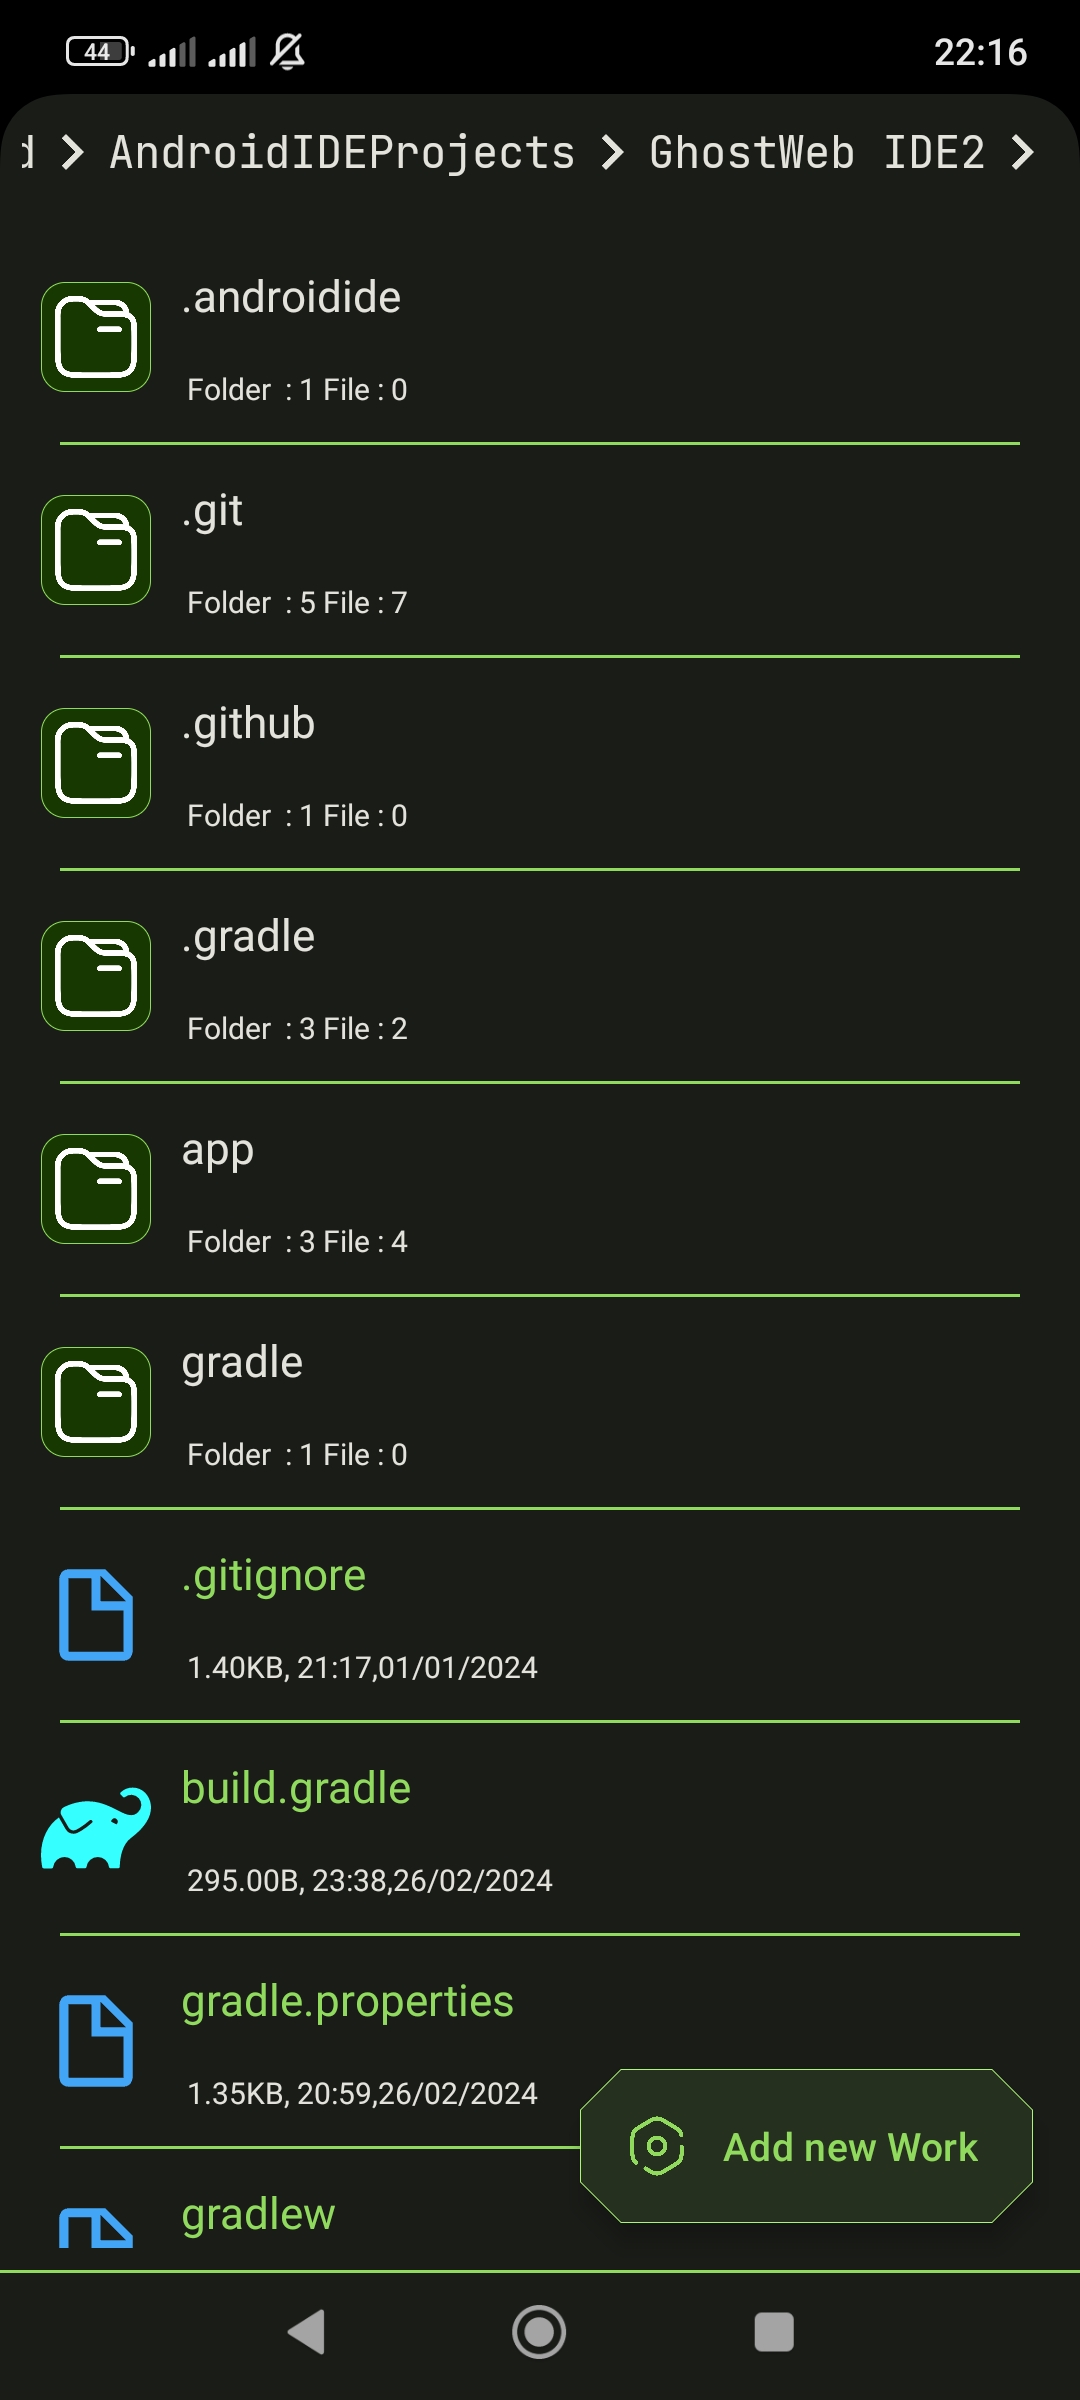 44 22:16
d > AndroidIDEProjects > GhostWeb IDE2 >
.androidide
Folder : 1 File : 0
.git
Folder : 5 File : 7
.github
Folder : 1 File : 0
.gradle
Folder : 3 File : 2
app
Folder : 3 File : 4
gradle
Folder : 1 File : 0
.gitignore
1.40KB, 21:17,01/01/2024
build.gradle
295.00B, 23:38,26/02/2024
gradle.properties
1.35KB, 20:59,26/02/2024
Add new Work
gradlew